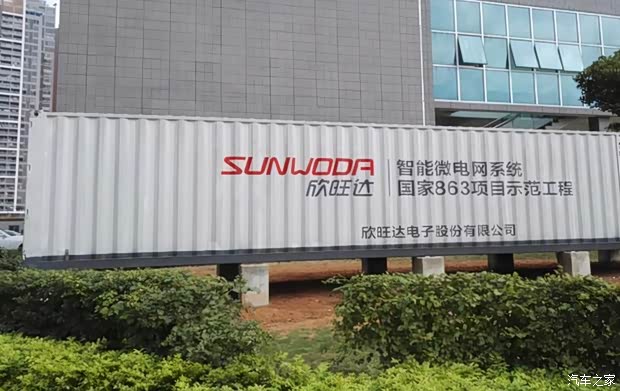 SUNWODA
欣旺达
智能微电网系统
国家863项目示范工程
欣旺达电子股份有限公司
汽车之家